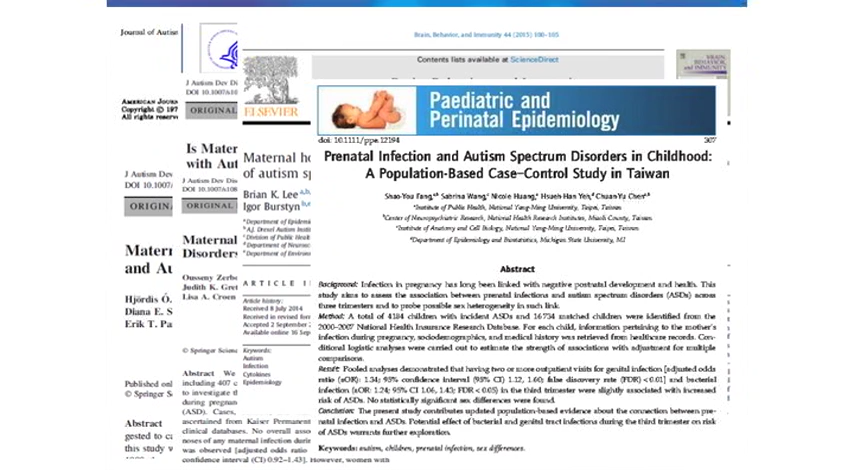 Journal of Autis
AMERICAN JOURN
Copyright © 197
All rights reserv
J Autism Dev
DOI 10.1007/
ORIGIN
Matern
and Au
Hjördis Ó.
Diana E. S
Erik T. Pa
Published onl
© Springer Sc
Abstract
gested to ca
this study v
J Autism Dev Di
DOI 10.1007/s10
ORIGINAL
Is Mater
with Aut
J Autism Dev Dis
DOI 10.1007/s10803
ORIGINAL
Maternal
Disorders
Ousseny Zerbo
Judith K. Gret
Lisa A. Croen
© Springer Scienc
Abstract We
including 407 c
to investigate th
during pregnanc
(ASD). Cases,
ascertained from Kaiser Permanent
clinical databases. No overall asso
noses of any maternal infection durin
was observed [adjusted odds ratio
confidence interval (CI) 0.92–1.43]. However, women with
Brain, Behavior, and Immunity 44 (2015) 100–105
Contents lists available at ScienceDirect
ELSEVIER
BRAIN,
BEHAVIOR,
and IMMUNITY
Maternal ho
of autism sp
Brian K. Lee a,b,
Igor Burstyn
ARTICLE I
Article history:
Received 8 July 2014
Received in revised form
Accepted 2 September 2
Available online 16 Sep
Keywords:
Autism
Infection
Cytokines
Epidemiology
Paediatric and
Perinatal Epidemiology
doi: 10.1111/ppe.12194 307
Prenatal Infection and Autism Spectrum Disorders in Childhood:
A Population-Based Case–Control Study in Taiwan
Shao-You Fang,a,b Sabrina Wang,c Nicole Huang,a Hsueh-Han Yeh,d Chuan-Yu Chena,b
aInstitute of Public Health, National Yang-Ming University, Taipei, Taiwan
bCenter of Neuropsychiatric Research, National Health Research Institutes, Miaoli County, Taiwan
cInstitute of Anatomy and Cell Biology, National Yang-Ming University, Taipei, Taiwan
dDepartment of Epidemiology and Biostatistics, Michigan State University, MI
Abstract
Background: Infection in pregnancy has long been linked with negative postnatal development and health. This
study aims to assess the association between prenatal infections and autism spectrum disorders (ASDs) across
three trimesters and to probe possible sex heterogeneity in such link.
Method: A total of 4184 children with incident ASDs and 16 734 matched children were identified from the
2000–2007 National Health Insurance Research Database. For each child, information pertaining to the mother's
infection during pregnancy, sociodemographics, and medical history was retrieved from healthcare records. Con-
ditional logistic analyses were carried out to estimate the strength of associations with adjustment for multiple
comparisons.
Result: Pooled analyses demonstrated that having two or more outpatient visits for genital infection [adjusted odds
ratio (aOR): 1.34; 95% confidence interval (95% CI) 1.12, 1.60; false discovery rate (FDR) < 0.01] and bacterial
infection (aOR: 1.24; 95% CI 1.06, 1.43; FDR < 0.05) in the third trimester were slightly associated with increased
risk of ASDs. No statistically significant sex differences were found.
Conclusion: The present study contributes updated population-based evidence about the connection between pre-
natal infection and ASDs. Potential effect of bacterial and genital tract infections during the third trimester on risk
of ASDs warrants further exploration.
Keywords: autism, children, prenatal infection, sex differences.